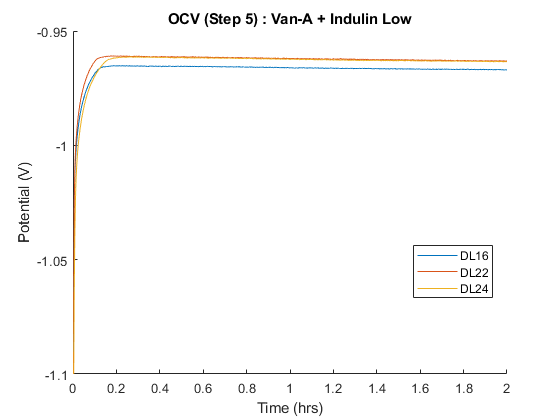 OCV (Step 5) : Van-A + Indulin Low
-0.95
-1
-1.05
-1.1
Potential (V)
DL16
DL22
DL24
0 0.2 0.4 0.6 0.8 1 1.2 1.4 1.6 1.8 2
Time (hrs)